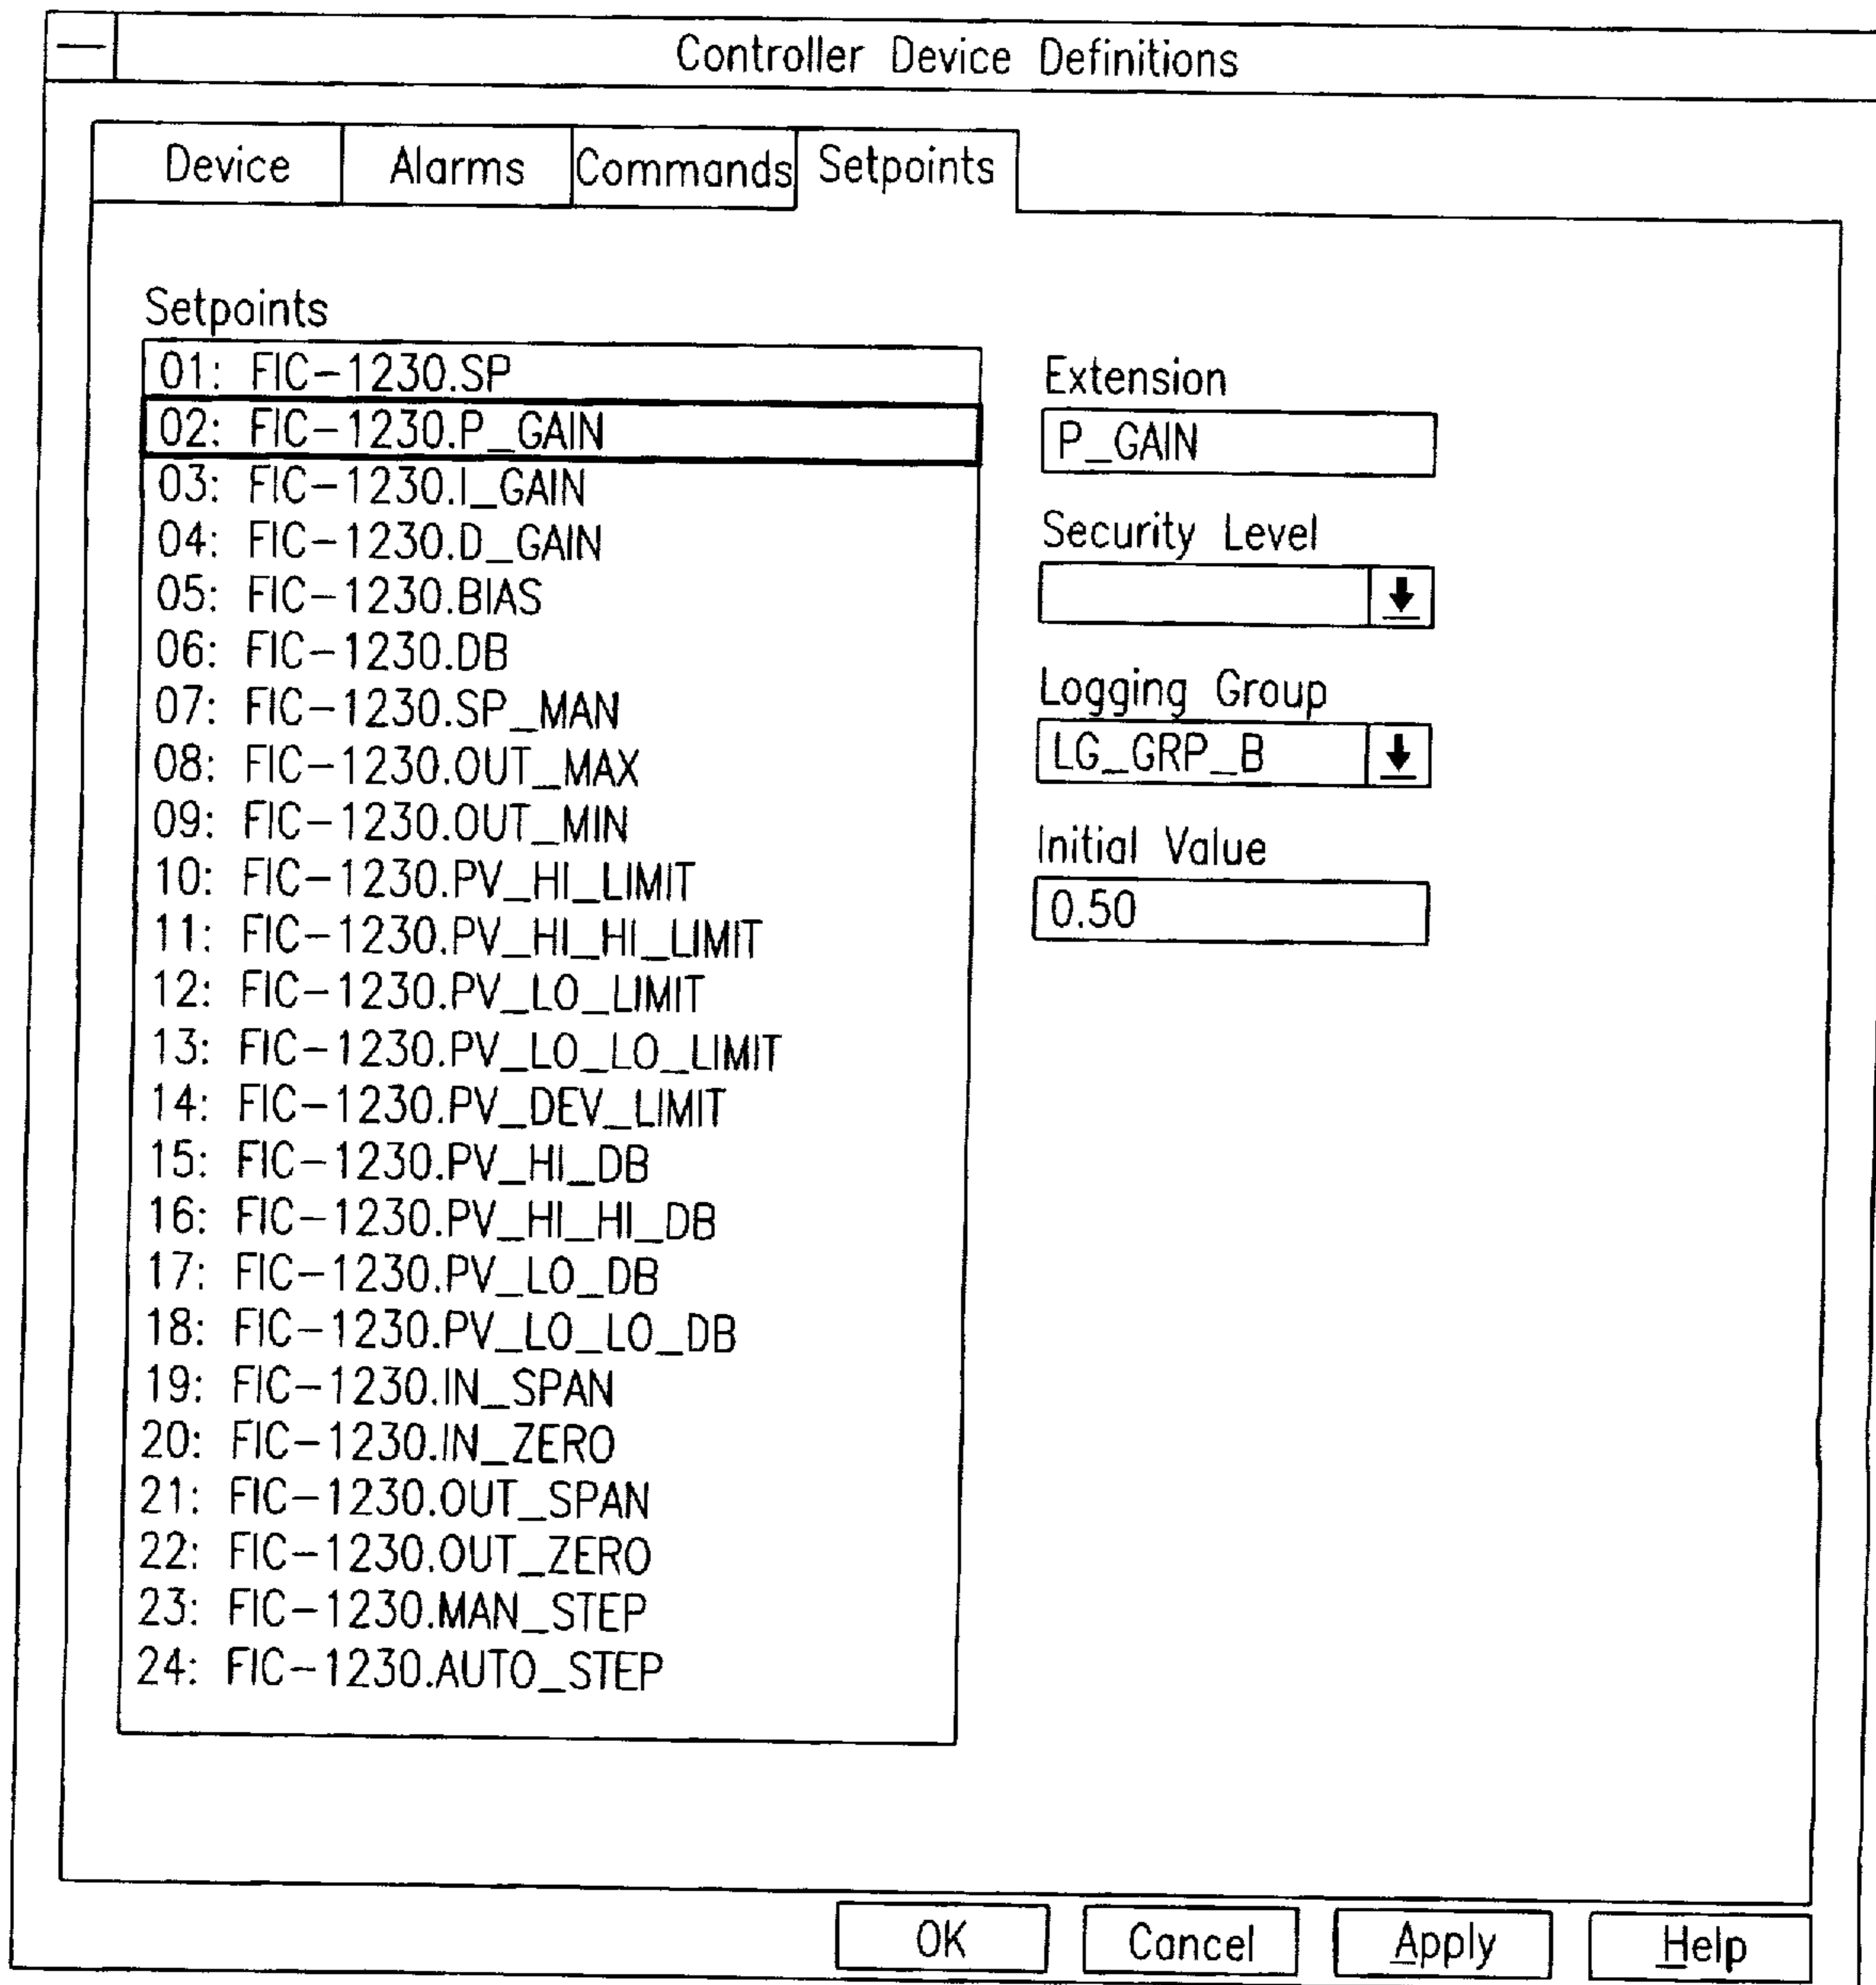 Controller Device Definitions
Device Alarms Commands Setpoints
Setpoints
01: FIC-1230.SP
02: FIC-1230.P_GAIN
03: FIC-1230.I_GAIN
04: FIC-1230.D_GAIN
05: FIC-1230.BIAS
06: FIC-1230.DB
07: FIC-1230.SP_MAN
08: FIC-1230.OUT_MAX
09: FIC-1230.OUT_MIN
10: FIC-1230.PV_HI_LIMIT
11: FIC-1230.PV_HI_HI_LIMIT
12: FIC-1230.PV_LO_LIMIT
13: FIC-1230.PV_LO_LO_LIMIT
14: FIC-1230.PV_DEV_LIMIT
15: FIC-1230.PV_HI_DB
16: FIC-1230.PV_HI_HI_DB
17: FIC-1230.PV_LO_DB
18: FIC-1230.PV_LO_LO_DB
19: FIC-1230.IN_SPAN
20: FIC-1230.IN_ZERO
21: FIC-1230.OUT_SPAN
22: FIC-1230.OUT_ZERO
23: FIC-1230.MAN_STEP
24: FIC-1230.AUTO_STEP
Extension
P_GAIN
Security Level
Logging Group
LG_GRP_B
Initial Value
0.50
OK Cancel Apply Help